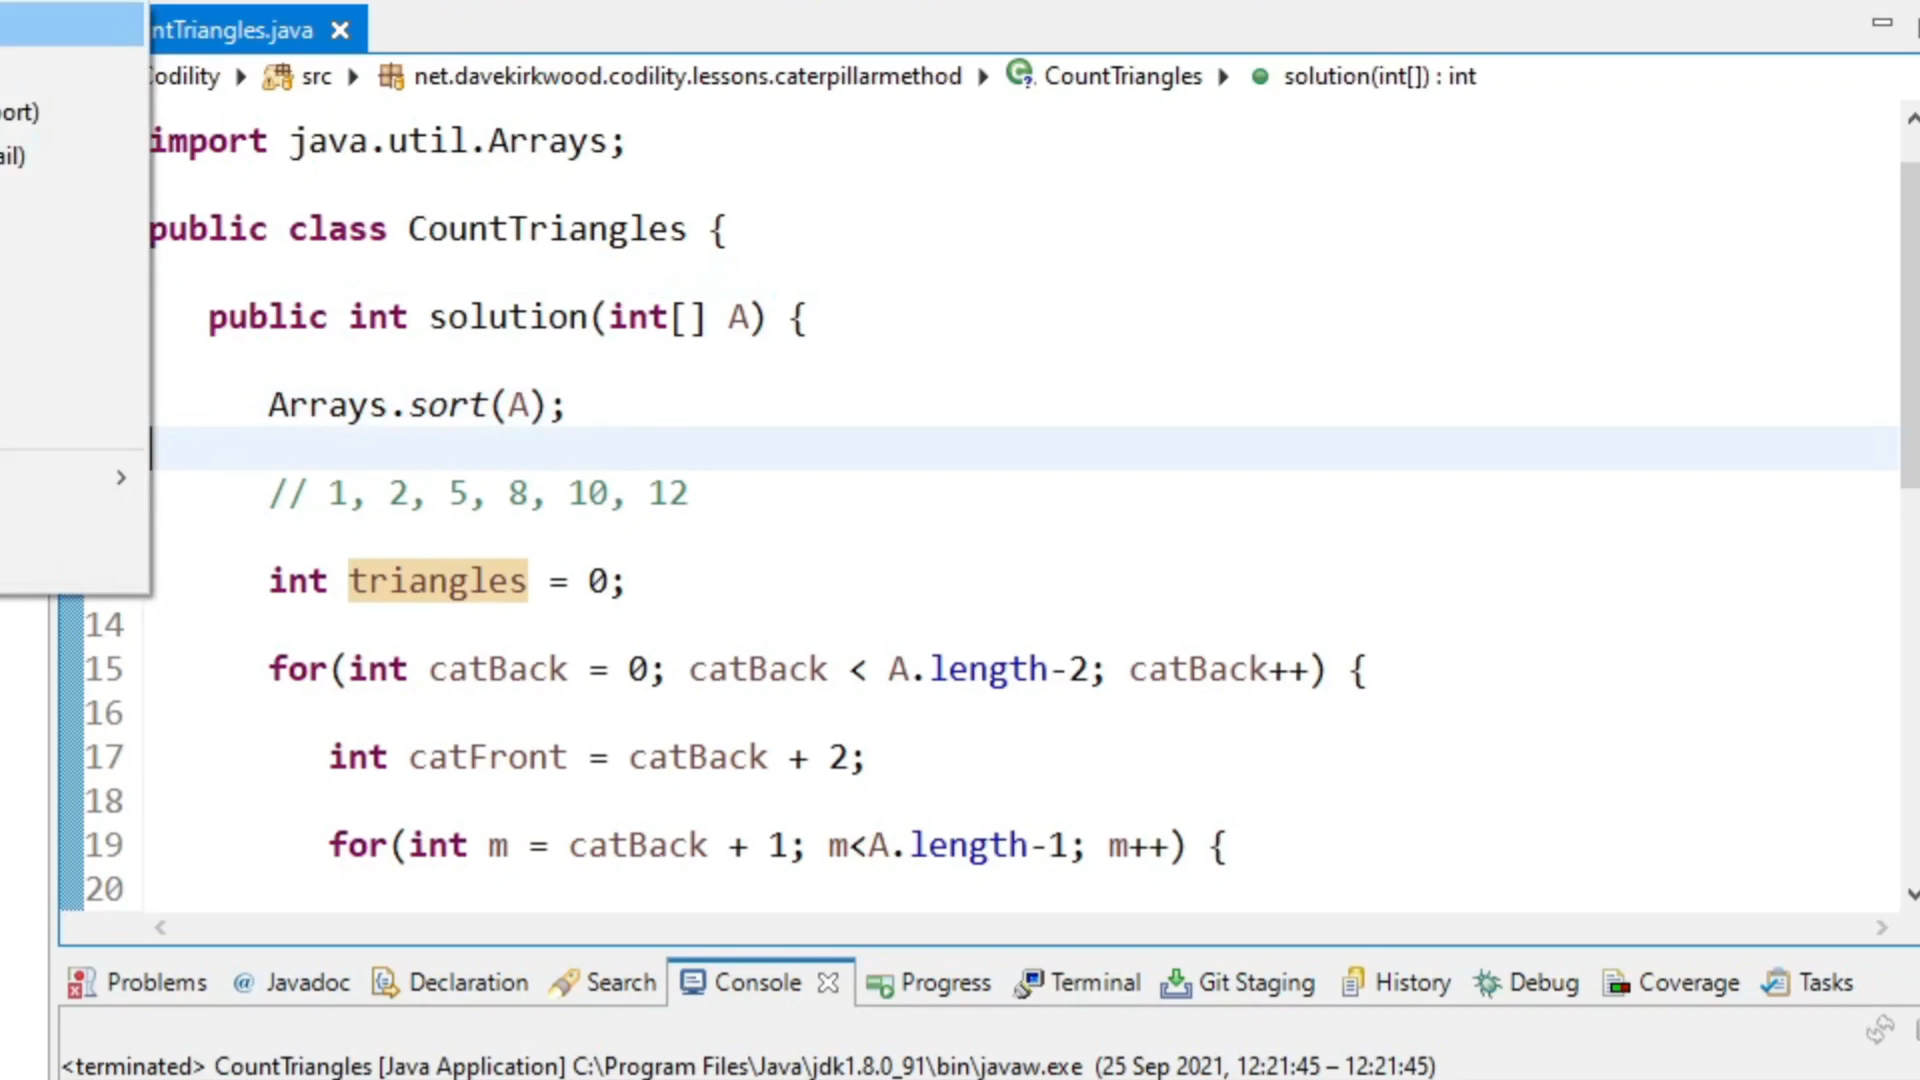 ntTriangles.java
odility src net.davekirkwood.codility.lessons.caterpillarmethod CountTriangles solution(int[]) : int
ort)
ail)
import java.util.Arrays;
public class CountTriangles {
public int solution(int[] A) {
Arrays.sort(A);
// 1, 2, 5, 8, 10, 12
int triangles = 0;
14
15 for(int catBack = 0; catBack < A.length-2; catBack++) {
16
17 int catFront = catBack + 2;
18
19 for(int m = catBack + 1; m<A.length-1; m++) {
20
Problems @ Javadoc Declaration Search Console Progress Terminal Git Staging History Debug Coverage Tasks
<terminated> CountTriangles [Java Application] C:\Program Files\Java\jdk1.8.0_91\bin\javaw.exe (25 Sep 2021, 12:21:45 – 12:21:45)